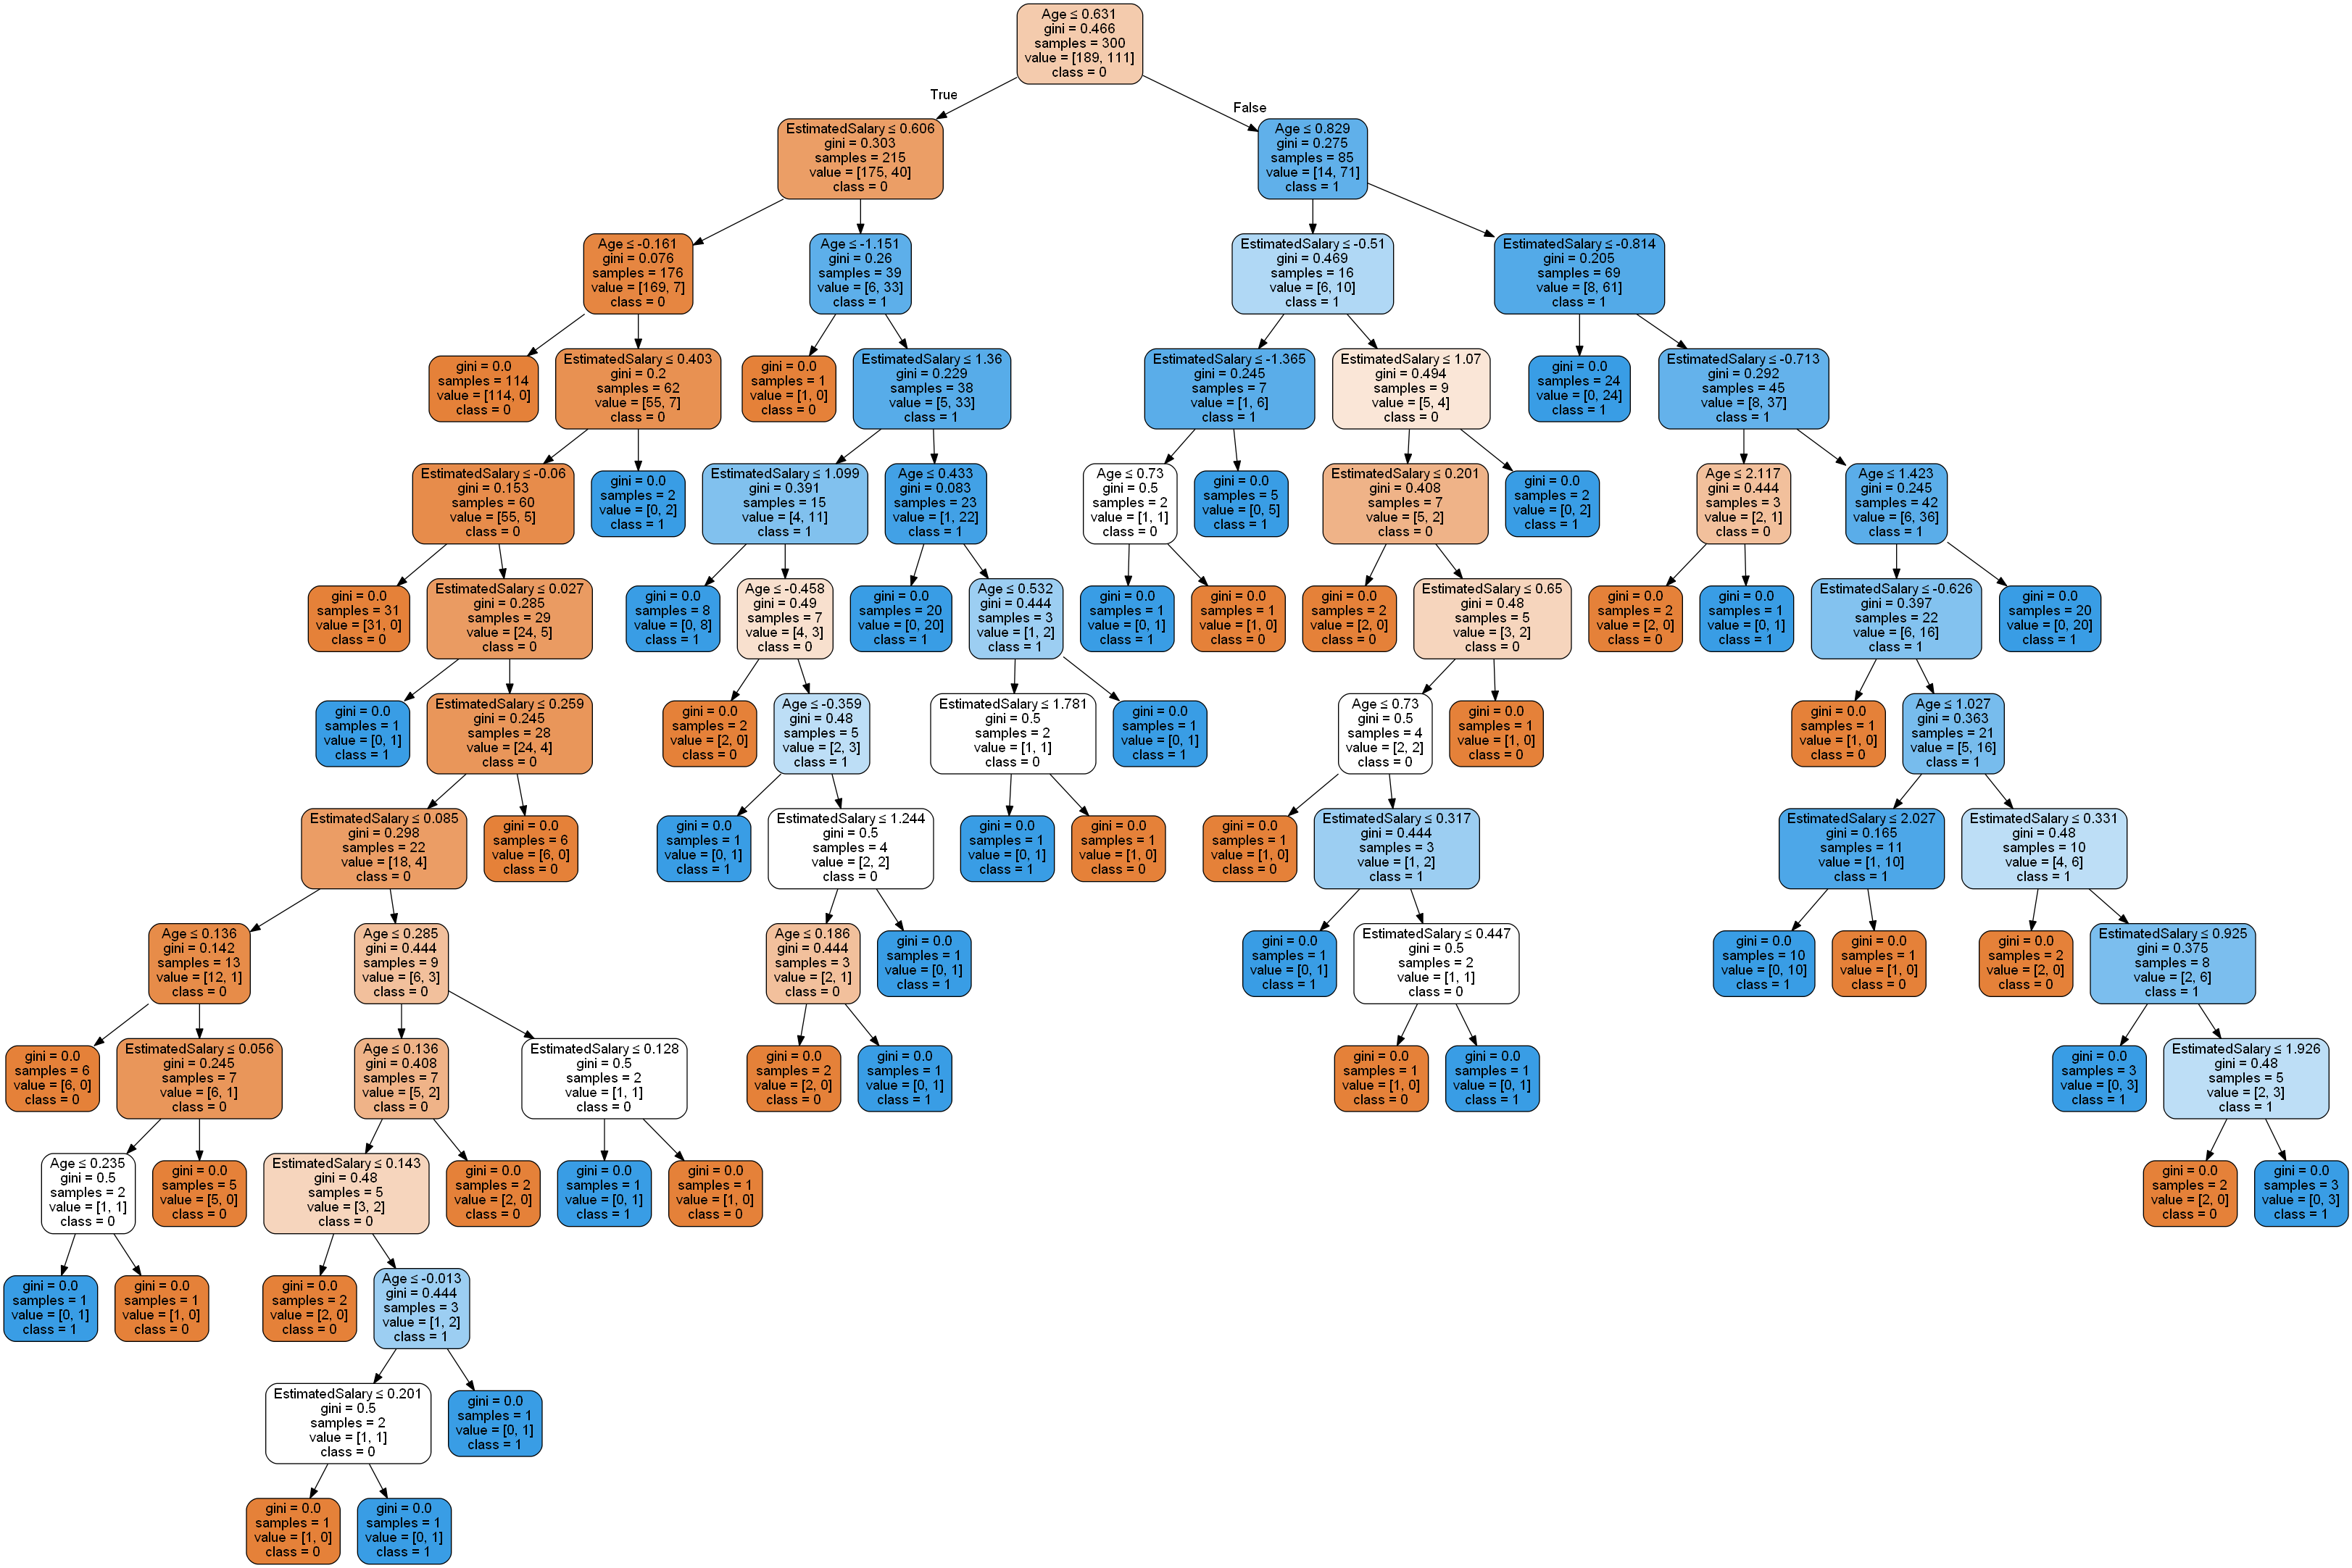 Age ≤ 0.631
gini = 0.466
samples = 300
value = [189, 111]
class = 0
True
False
EstimatedSalary ≤ 0.606
gini = 0.303
samples = 215
value = [175, 40]
class = 0
Age ≤ 0.829
gini = 0.275
samples = 85
value = [14, 71]
class = 1
Age ≤ -0.161
gini = 0.076
samples = 176
value = [169, 7]
class = 0
Age ≤ -1.151
gini = 0.26
samples = 39
value = [6, 33]
class = 1
EstimatedSalary ≤ -0.51
gini = 0.469
samples = 16
value = [6, 10]
class = 1
EstimatedSalary ≤ -0.814
gini = 0.205
samples = 69
value = [8, 61]
class = 1
gini = 0.0
samples = 114
value = [114, 0]
class = 0
EstimatedSalary ≤ 0.403
gini = 0.2
samples = 62
value = [55, 7]
class = 0
gini = 0.0
samples = 1
value = [1, 0]
class = 0
EstimatedSalary ≤ 1.36
gini = 0.229
samples = 38
value = [5, 33]
class = 1
EstimatedSalary ≤ -1.365
gini = 0.245
samples = 7
value = [1, 6]
class = 1
EstimatedSalary ≤ 1.07
gini = 0.494
samples = 9
value = [5, 4]
class = 0
gini = 0.0
samples = 24
value = [0, 24]
class = 1
EstimatedSalary ≤ -0.713
gini = 0.292
samples = 45
value = [8, 37]
class = 1
EstimatedSalary ≤ -0.06
gini = 0.153
samples = 60
value = [55, 5]
class = 0
gini = 0.0
samples = 2
value = [0, 2]
class = 1
EstimatedSalary ≤ 1.099
gini = 0.391
samples = 15
value = [4, 11]
class = 1
Age ≤ 0.433
gini = 0.083
samples = 23
value = [1, 22]
class = 1
Age ≤ 0.73
gini = 0.5
samples = 2
value = [1, 1]
class = 0
gini = 0.0
samples = 5
value = [0, 5]
class = 1
EstimatedSalary ≤ 0.201
gini = 0.408
samples = 7
value = [5, 2]
class = 0
gini = 0.0
samples = 2
value = [0, 2]
class = 1
Age ≤ 2.117
gini = 0.444
samples = 3
value = [2, 1]
class = 0
Age ≤ 1.423
gini = 0.245
samples = 42
value = [6, 36]
class = 1
gini = 0.0
samples = 31
value = [31, 0]
class = 0
EstimatedSalary ≤ 0.027
gini = 0.285
samples = 29
value = [24, 5]
class = 0
gini = 0.0
samples = 8
value = [0, 8]
class = 1
Age ≤ -0.458
gini = 0.49
samples = 7
value = [4, 3]
class = 0
gini = 0.0
samples = 20
value = [0, 20]
class = 1
Age ≤ 0.532
gini = 0.444
samples = 3
value = [1, 2]
class = 1
gini = 0.0
samples = 1
value = [0, 1]
class = 1
gini = 0.0
samples = 1
value = [1, 0]
class = 0
gini = 0.0
samples = 2
value = [2, 0]
class = 0
EstimatedSalary ≤ 0.65
gini = 0.48
samples = 5
value = [3, 2]
class = 0
gini = 0.0
samples = 2
value = [2, 0]
class = 0
gini = 0.0
samples = 1
value = [0, 1]
class = 1
EstimatedSalary ≤ -0.626
gini = 0.397
samples = 22
value = [6, 16]
class = 1
gini = 0.0
samples = 20
value = [0, 20]
class = 1
gini = 0.0
samples = 1
value = [0, 1]
class = 1
EstimatedSalary ≤ 0.259
gini = 0.245
samples = 28
value = [24, 4]
class = 0
gini = 0.0
samples = 2
value = [2, 0]
class = 0
Age ≤ -0.359
gini = 0.48
samples = 5
value = [2, 3]
class = 1
EstimatedSalary ≤ 1.781
gini = 0.5
samples = 2
value = [1, 1]
class = 0
gini = 0.0
samples = 1
value = [0, 1]
class = 1
Age ≤ 0.73
gini = 0.5
samples = 4
value = [2, 2]
class = 0
gini = 0.0
samples = 1
value = [1, 0]
class = 0
gini = 0.0
samples = 1
value = [1, 0]
class = 0
Age ≤ 1.027
gini = 0.363
samples = 21
value = [5, 16]
class = 1
EstimatedSalary ≤ 0.085
gini = 0.298
samples = 22
value = [18, 4]
class = 0
gini = 0.0
samples = 6
value = [6, 0]
class = 0
gini = 0.0
samples = 1
value = [0, 1]
class = 1
EstimatedSalary ≤ 1.244
gini = 0.5
samples = 4
value = [2, 2]
class = 0
gini = 0.0
samples = 1
value = [0, 1]
class = 1
gini = 0.0
samples = 1
value = [1, 0]
class = 0
gini = 0.0
samples = 1
value = [1, 0]
class = 0
EstimatedSalary ≤ 0.317
gini = 0.444
samples = 3
value = [1, 2]
class = 1
EstimatedSalary ≤ 2.027
gini = 0.165
samples = 11
value = [1, 10]
class = 1
EstimatedSalary ≤ 0.331
gini = 0.48
samples = 10
value = [4, 6]
class = 1
Age ≤ 0.136
gini = 0.142
samples = 13
value = [12, 1]
class = 0
Age ≤ 0.285
gini = 0.444
samples = 9
value = [6, 3]
class = 0
Age ≤ 0.186
gini = 0.444
samples = 3
value = [2, 1]
class = 0
gini = 0.0
samples = 1
value = [0, 1]
class = 1
gini = 0.0
samples = 1
value = [0, 1]
class = 1
EstimatedSalary ≤ 0.447
gini = 0.5
samples = 2
value = [1, 1]
class = 0
gini = 0.0
samples = 10
value = [0, 10]
class = 1
gini = 0.0
samples = 1
value = [1, 0]
class = 0
gini = 0.0
samples = 2
value = [2, 0]
class = 0
EstimatedSalary ≤ 0.925
gini = 0.375
samples = 8
value = [2, 6]
class = 1
gini = 0.0
samples = 6
value = [6, 0]
class = 0
EstimatedSalary ≤ 0.056
gini = 0.245
samples = 7
value = [6, 1]
class = 0
Age ≤ 0.136
gini = 0.408
samples = 7
value = [5, 2]
class = 0
EstimatedSalary ≤ 0.128
gini = 0.5
samples = 2
value = [1, 1]
class = 0
gini = 0.0
samples = 2
value = [2, 0]
class = 0
gini = 0.0
samples = 1
value = [0, 1]
class = 1
gini = 0.0
samples = 1
value = [1, 0]
class = 0
gini = 0.0
samples = 1
value = [0, 1]
class = 1
gini = 0.0
samples = 3
value = [0, 3]
class = 1
EstimatedSalary ≤ 1.926
gini = 0.48
samples = 5
value = [2, 3]
class = 1
Age ≤ 0.235
gini = 0.5
samples = 2
value = [1, 1]
class = 0
gini = 0.0
samples = 5
value = [5, 0]
class = 0
EstimatedSalary ≤ 0.143
gini = 0.48
samples = 5
value = [3, 2]
class = 0
gini = 0.0
samples = 2
value = [2, 0]
class = 0
gini = 0.0
samples = 1
value = [0, 1]
class = 1
gini = 0.0
samples = 1
value = [1, 0]
class = 0
gini = 0.0
samples = 2
value = [2, 0]
class = 0
gini = 0.0
samples = 3
value = [0, 3]
class = 1
gini = 0.0
samples = 1
value = [0, 1]
class = 1
gini = 0.0
samples = 1
value = [1, 0]
class = 0
gini = 0.0
samples = 2
value = [2, 0]
class = 0
Age ≤ -0.013
gini = 0.444
samples = 3
value = [1, 2]
class = 1
EstimatedSalary ≤ 0.201
gini = 0.5
samples = 2
value = [1, 1]
class = 0
gini = 0.0
samples = 1
value = [0, 1]
class = 1
gini = 0.0
samples = 1
value = [1, 0]
class = 0
gini = 0.0
samples = 1
value = [0, 1]
class = 1